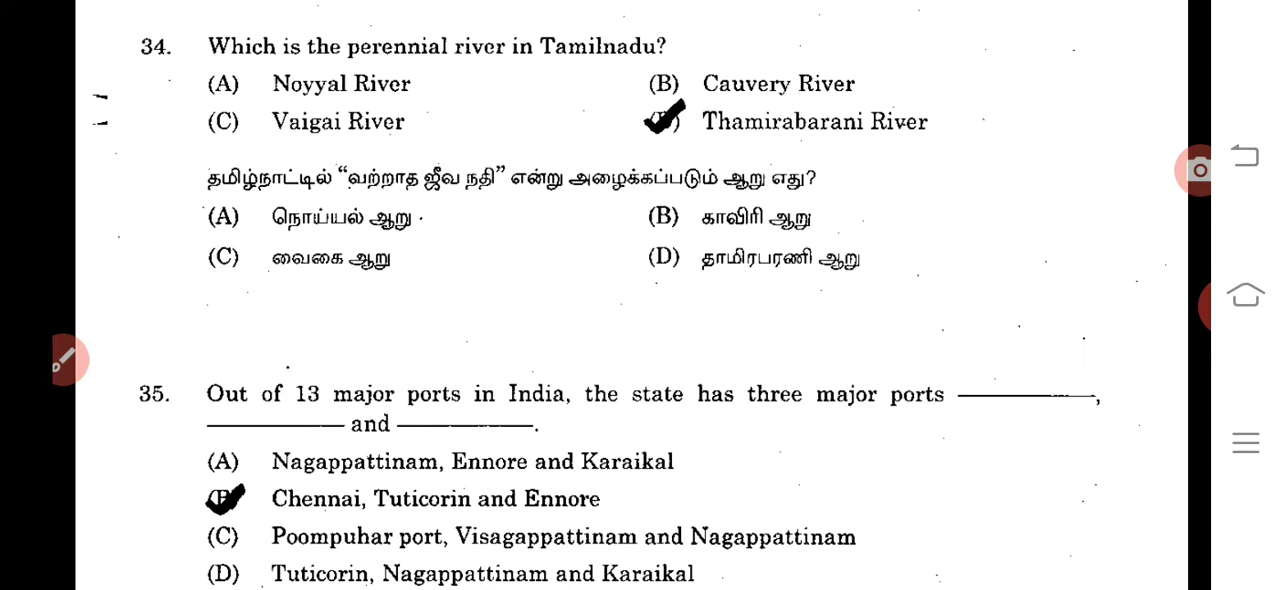 34. Which is the perennial river in Tamilnadu?
(A) Noyyal River (B) Cauvery River
(C) Vaigai River Thamirabarani River
தமிழ்நாட்டில் “வற்றாத ஜீவ நதி” என்று அழைக்கப்படும் ஆறு எது?
(A) நொய்யல் ஆறு (B) காவிரி ஆறு
(C) வைகை ஆறு (D) தாமிரபரணி ஆறு
35. Out of 13 major ports in India, the state has three major ports ————,
———— and ————.
(A) Nagappattinam, Ennore and Karaikal
Chennai, Tuticorin and Ennore
(C) Poompuhar port, Visagappattinam and Nagappattinam
(D) Tuticorin, Nagappattinam and Karaikal